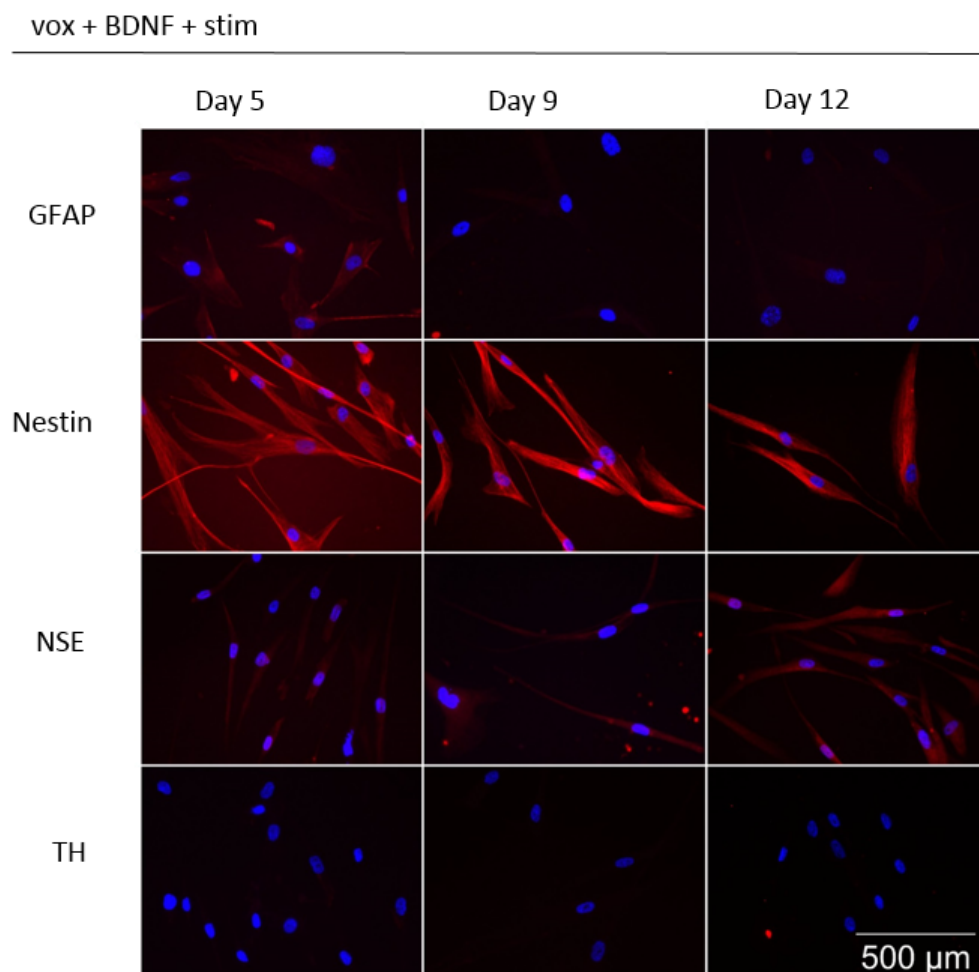 vox + BDNF + stim
Day 5 Day 9 Day 12
GFAP
Nestin
NSE
TH
500 µm